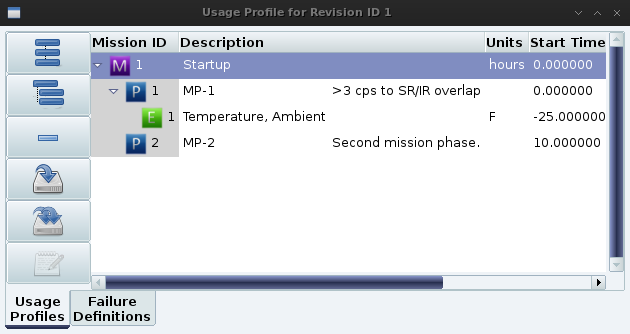 Usage Profile for Revision ID 1
Mission ID Description Units Start Time
M 1 Startup hours 0.000000
P 1 MP-1 >3 cps to SR/IR overlap 0.000000
E 1 Temperature, Ambient F -25.000000
P 2 MP-2 Second mission phase. 10.000000
Usage Profiles
Failure Definitions